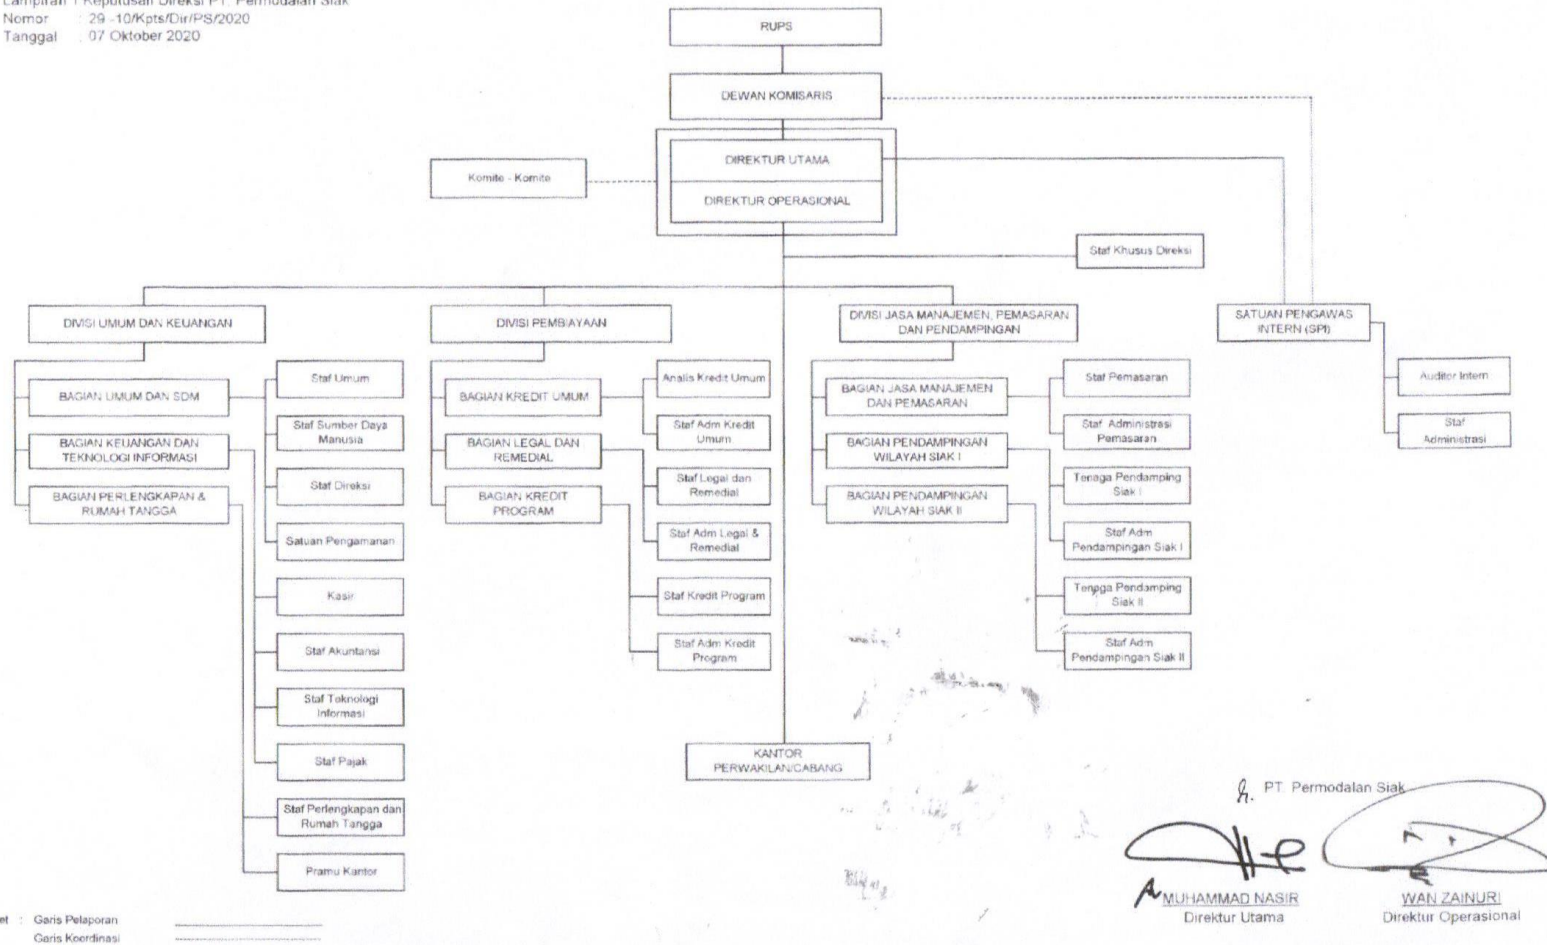 Lampiran 1 Keputusan Direksi PT. Permodalan Siak
Nomor : 29 -10/Kpts/Dir/PS/2020
Tanggal : 07 Oktober 2020
RUPS
DEWAN KOMISARIS
DIREKTUR UTAMA
Komite - Komite
DIREKTUR OPERASIONAL
Staf Khusus Direksi
DIVISI UMUM DAN KEUANGAN
BAGIAN UMUM DAN SDM
BAGIAN KEUANGAN DAN
TEKNOLOGI INFORMASI
BAGIAN PERLENGKAPAN &
RUMAH TANGGA
Staf Umum
Staf Sumber Daya
Manusia
Staf Direksi
Satuan Pengamanan
Kasir
Staf Akuntansi
Staf Teknologi
Informasi
Staf Pajak
Staf Perlengkapan dan
Rumah Tangga
Pramu Kantor
DIVISI PEMBIAYAAN
BAGIAN KREDIT UMUM
BAGIAN LEGAL DAN
REMEDIAL
BAGIAN KREDIT
PROGRAM
Analis Kredit Umum
Staf Adm Kredit
Umum
Staf Legal dan
Remedial
Staf Adm Legal &
Remedial
Staf Kredit Program
Staf Adm Kredit
Program
DIVISI JASA MANAJEMEN, PEMASARAN
DAN PENDAMPINGAN
BAGIAN JASA MANAJEMEN
DAN PEMASARAN
BAGIAN PENDAMPINGAN
WILAYAH SIAK I
BAGIAN PENDAMPINGAN
WILAYAH SIAK II
Staf Pemasaran
Staf Administrasi
Pemasaran
Tenaga Pendamping
Siak I
Staf Adm
Pendampingan Siak I
Tenaga Pendamping
Siak II
Staf Adm
Pendampingan Siak II
SATUAN PENGAWAS
INTERN (SPI)
Auditor Intern
Staf
Administrasi
KANTOR
PERWAKILAN/CABANG
PT. Permodalan Siak
MUHAMMAD NASIR
Direktur Utama
WAN ZAINURI
Direktur Operasional
et : Garis Pelaporan
Garis Koordinasi